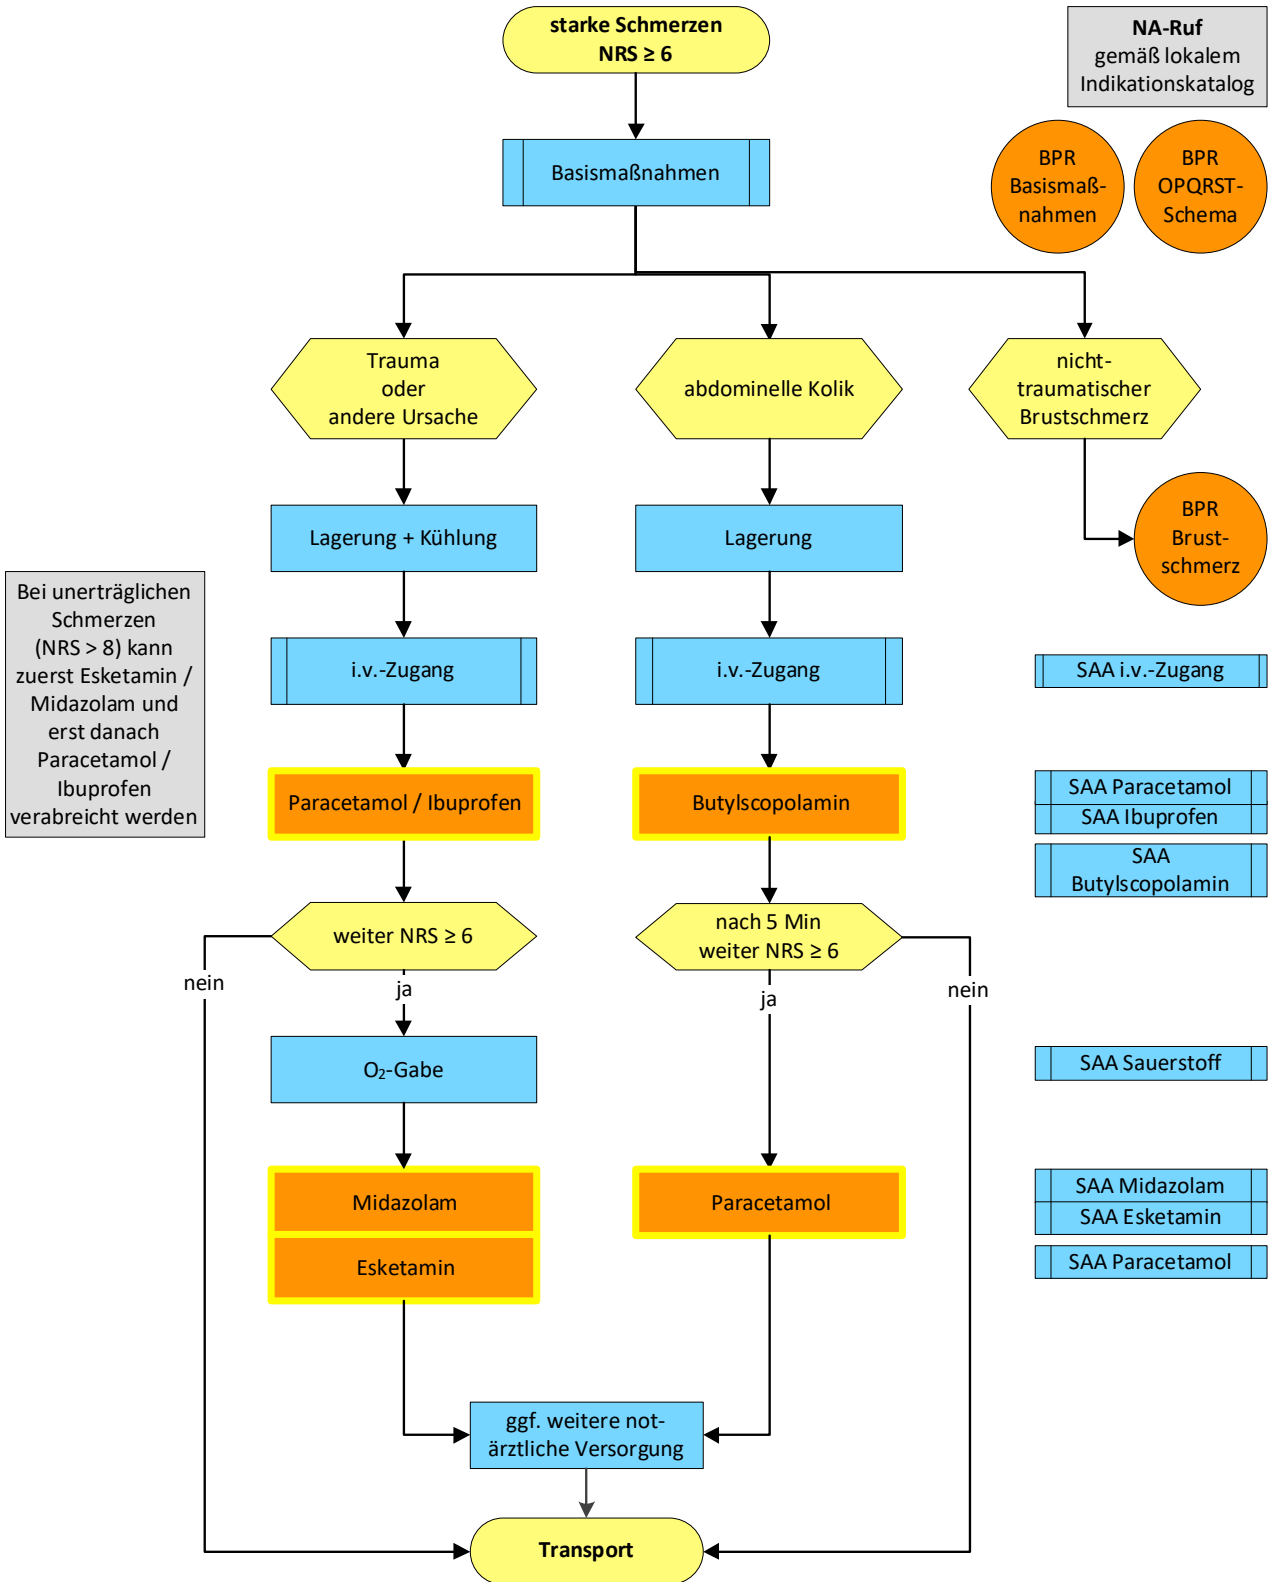 starke Schmerzen
NRS ≥ 6
NA-Ruf
gemäß lokalem
Indikationskatalog
Basismaßnahmen
BPR
Basismaß-
nahmen
BPR
OPQRST-
Schema
Trauma
oder
andere Ursache
abdominelle Kolik
nicht-
traumatischer
Brustschmerz
Lagerung + Kühlung
Lagerung
BPR
Brust-
schmerz
Bei unerträglichen
Schmerzen
(NRS > 8) kann
zuerst Esketamin /
Midazolam und
erst danach
Paracetamol /
Ibuprofen
verabreicht werden
i.v.-Zugang
i.v.-Zugang
SAA i.v.-Zugang
Paracetamol / Ibuprofen
Butylscopolamin
SAA Paracetamol
SAA Ibuprofen
SAA
Butylscopolamin
weiter NRS ≥ 6
nach 5 Min
weiter NRS ≥ 6
nein
ja
ja
nein
O₂-Gabe
SAA Sauerstoff
Midazolam
Esketamin
Paracetamol
SAA Midazolam
SAA Esketamin
SAA Paracetamol
ggf. weitere not-
ärztliche Versorgung
Transport